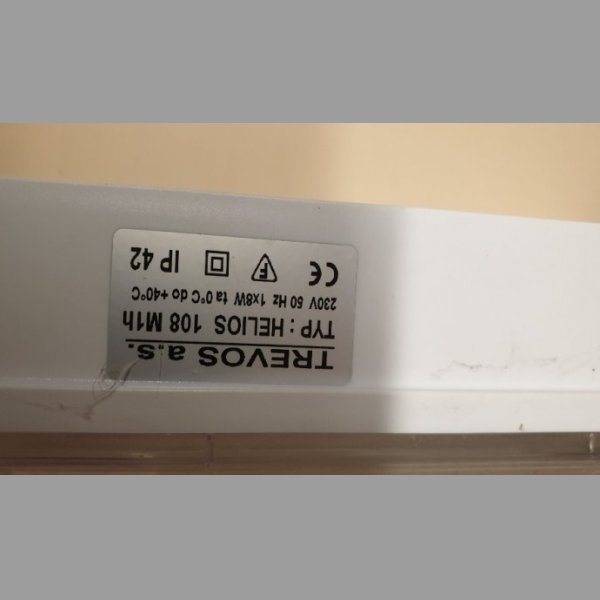 TREVOS a.s.
TYP : HELIOS 108 M1h
230V 50 Hz 1x8W ta 0°C do +40°C
CE F IP 42